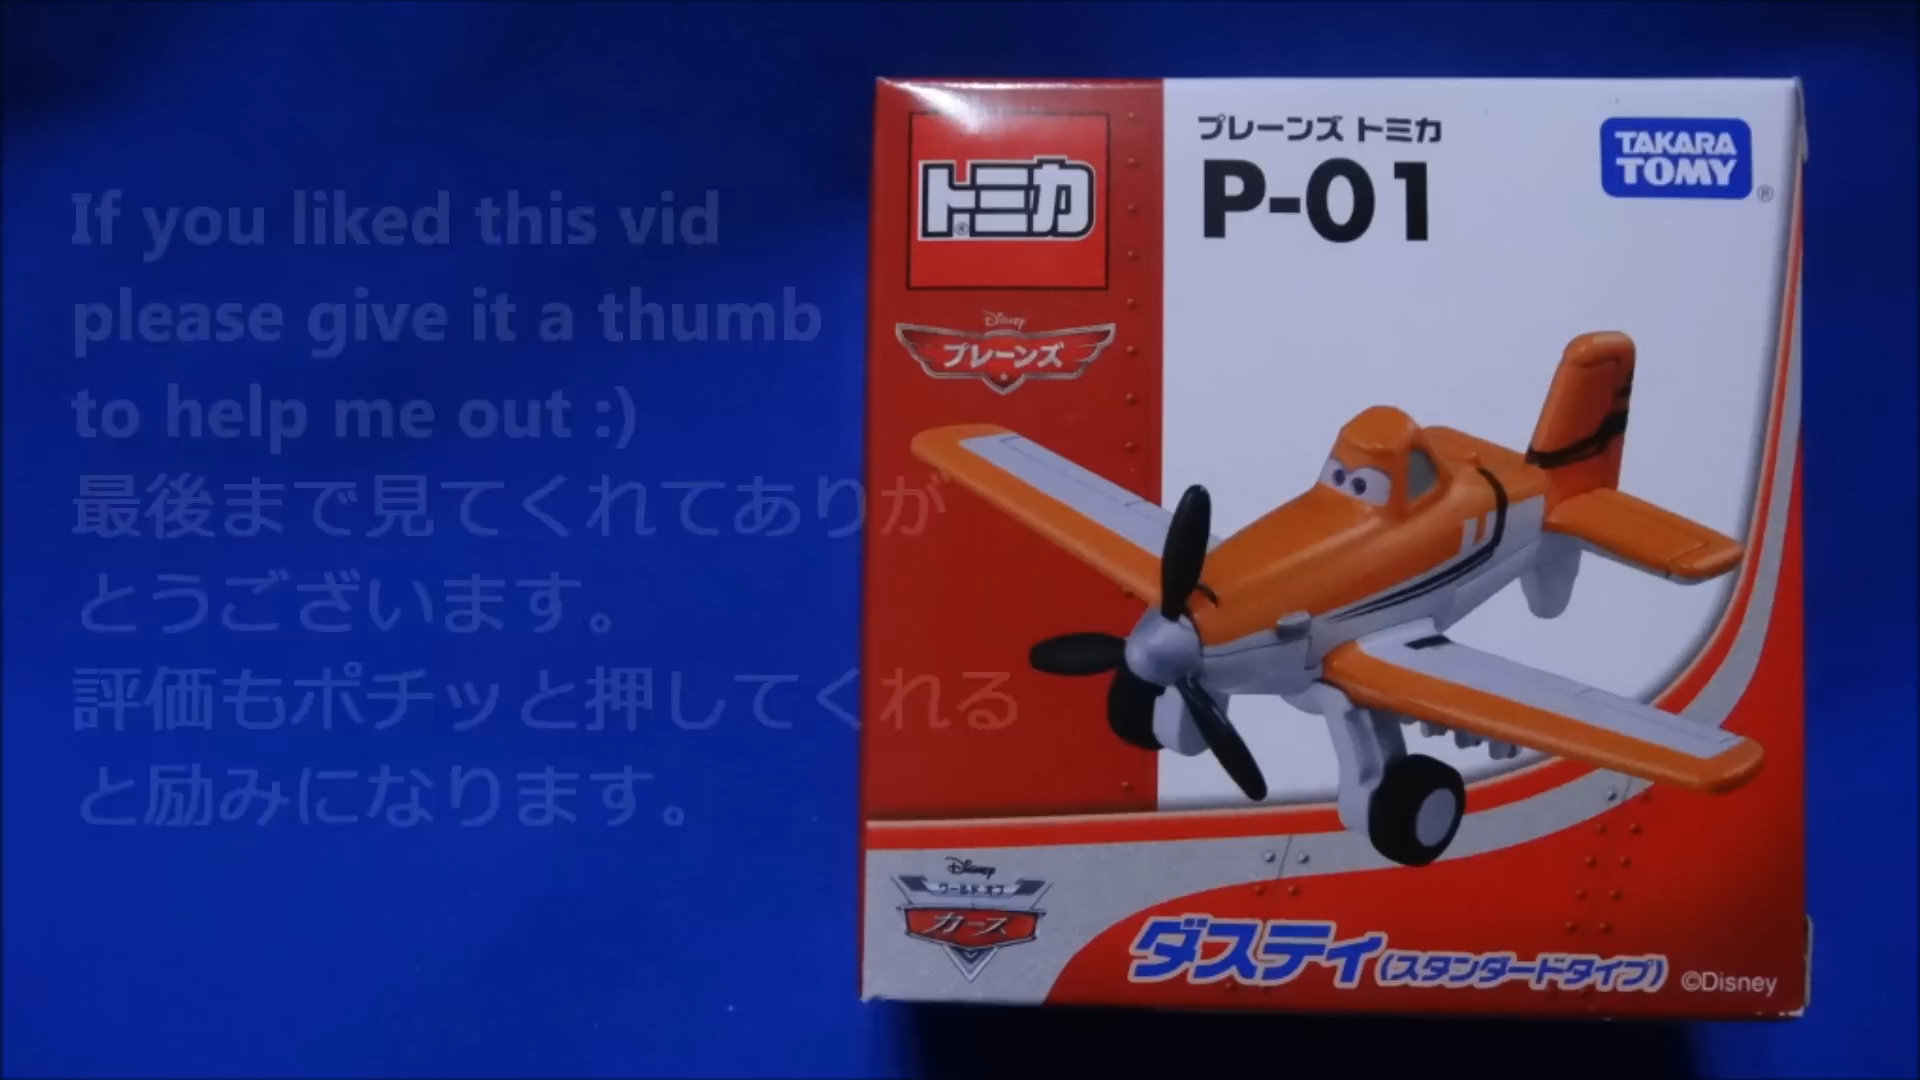 If you liked this vid
please give it a thumb
to help me out :)
最後まで見てくれてありが
とうございます。
評価もポチッと押してくれる
と励みになります。
トミカ®
プレーンズ トミカ
P-01
TAKARA
TOMY®
Disney
プレーンズ
Disney
ワールド オブ
カーズ
ダスティ(スタンダードタイプ)
©Disney